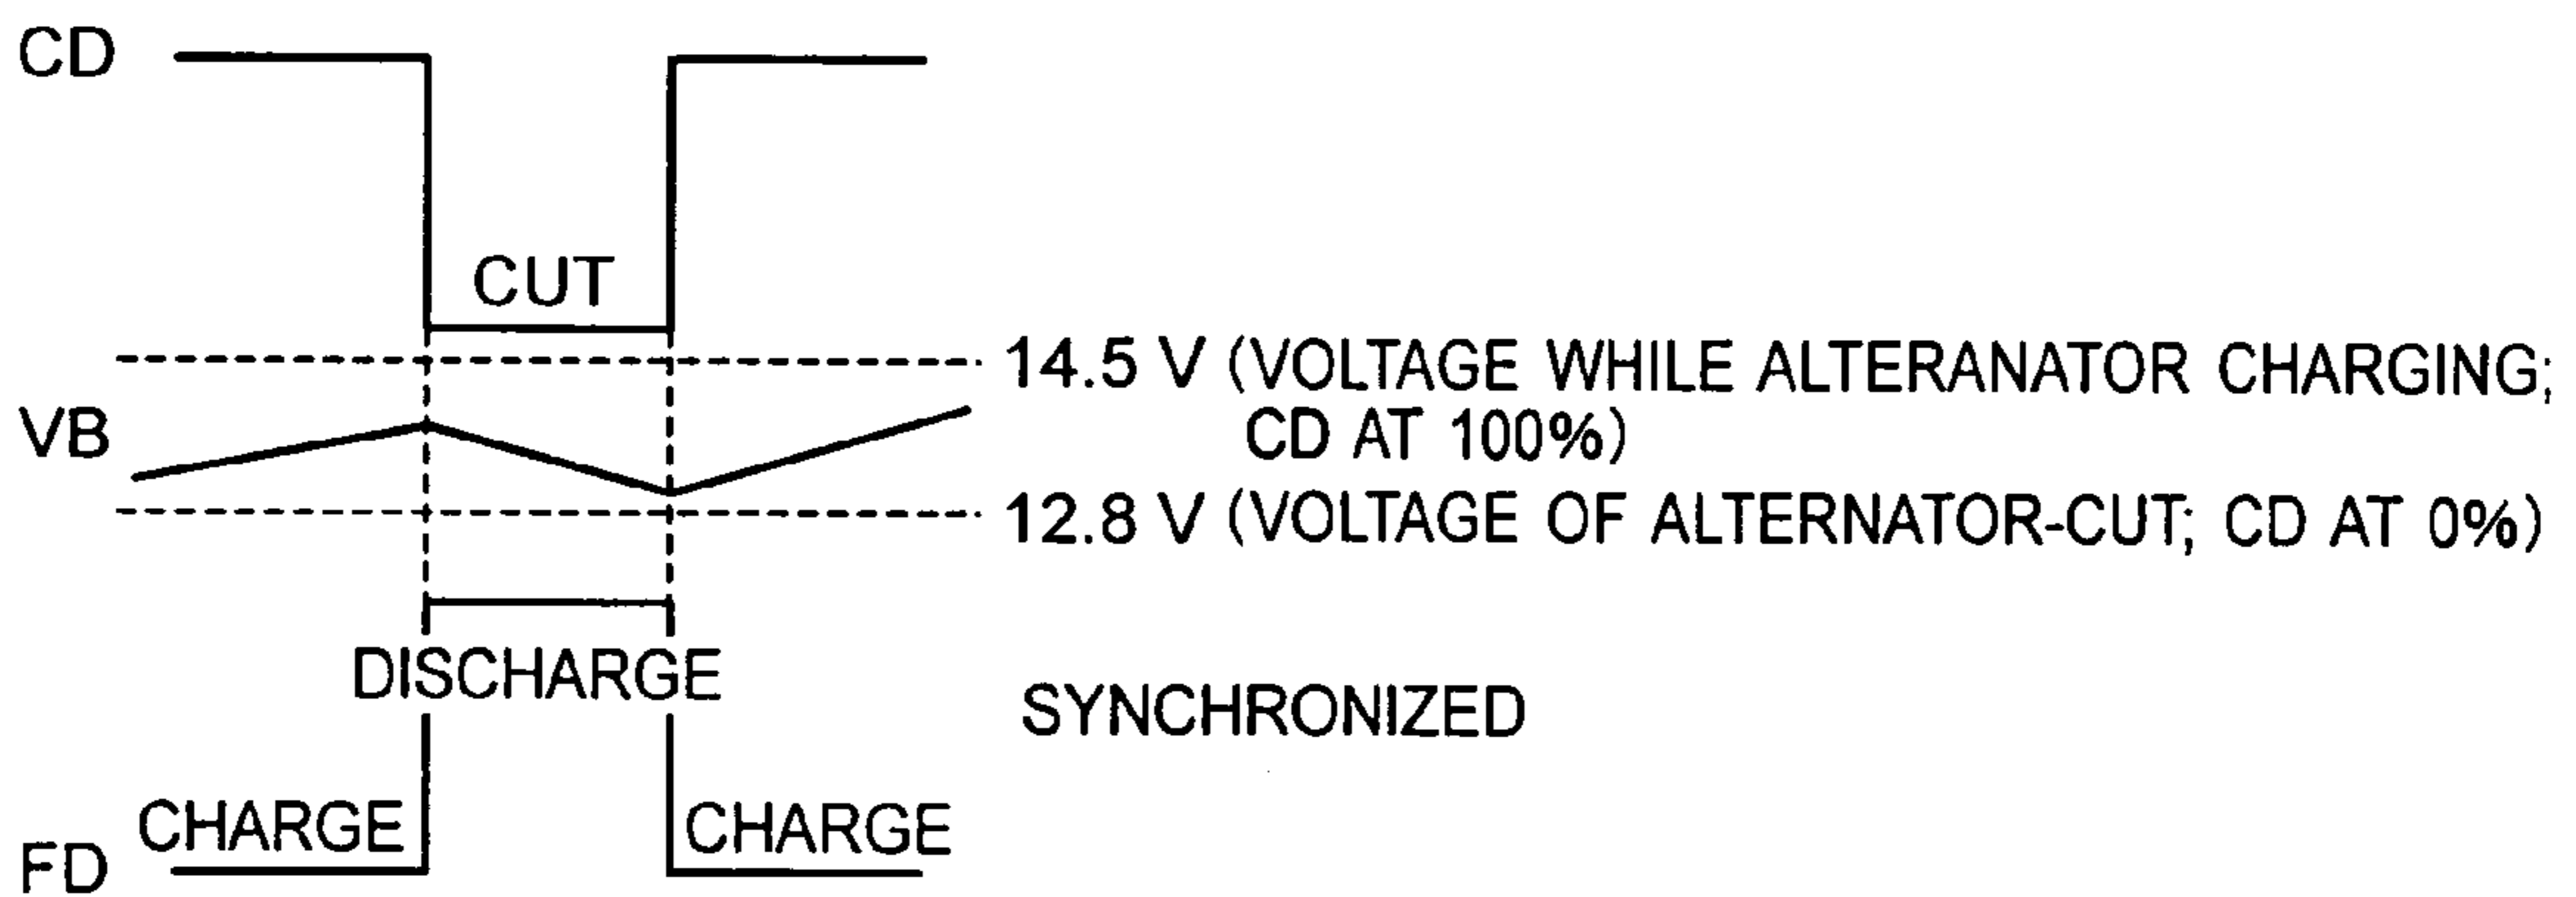 CD
CUT
14.5 V (VOLTAGE WHILE ALTERANATOR CHARGING;
CD AT 100%)
VB
12.8 V (VOLTAGE OF ALTERNATOR-CUT; CD AT 0%)
DISCHARGE
SYNCHRONIZED
CHARGE
CHARGE
FD